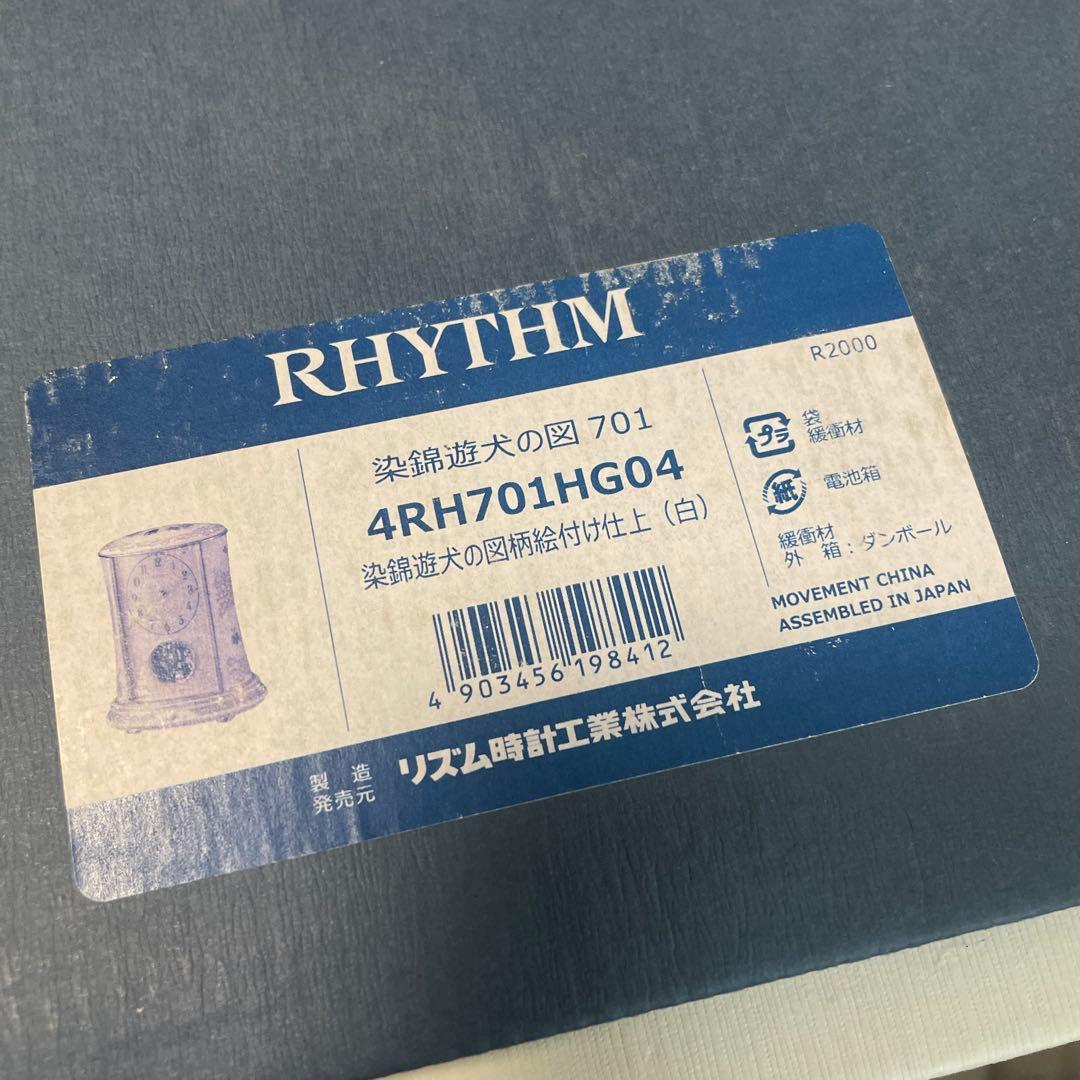 RHYTHM
R2000
染錦遊犬の図 701
4RH701HG04
染錦遊犬の図柄絵付け仕上（白）
4 903456 198412
プラ
袋
緩衝材
紙
電池箱
緩衝材
外 箱：ダンボール
MOVEMENT CHINA
ASSEMBLED IN JAPAN
製 造
発売元
リズム時計工業株式会社